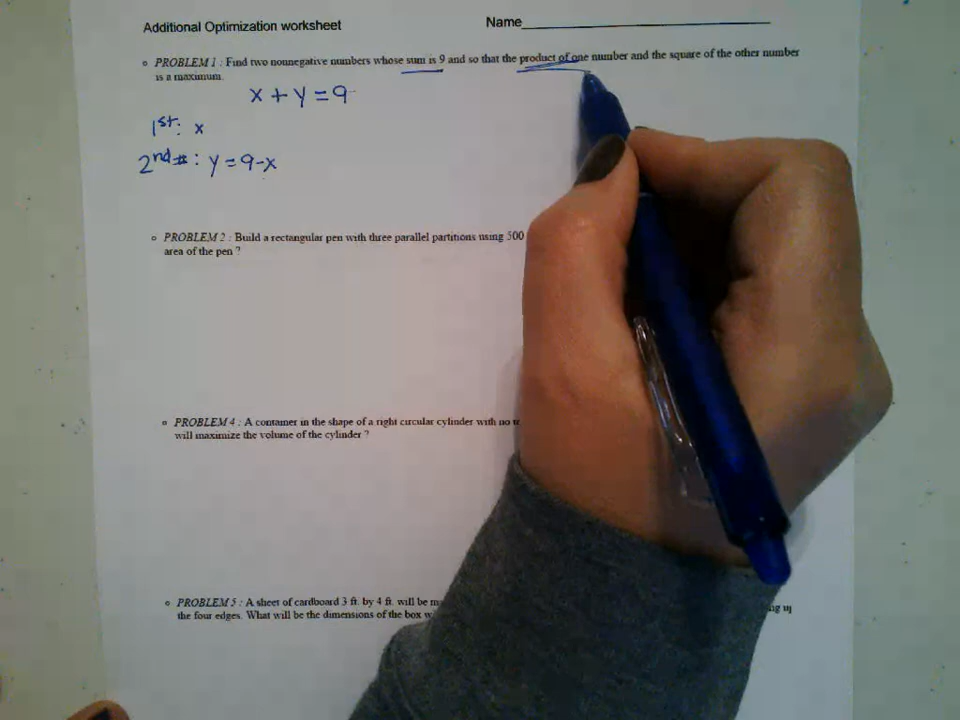 Additional Optimization worksheet Name
PROBLEM 1 : Find two nonnegative numbers whose sum is 9 and so that the product of one number and the square of the other number
is a maximum.
x + y = 9
1st: x
2nd #: y = 9-x
PROBLEM 2 : Build a rectangular pen with three parallel partitions using 500
area of the pen ?
PROBLEM 4 : A container in the shape of a right circular cylinder with no
will maximize the volume of the cylinder ?
PROBLEM 5 : A sheet of cardboard 3 ft. by 4 ft. will be
the four edges. What will be the dimensions of the box